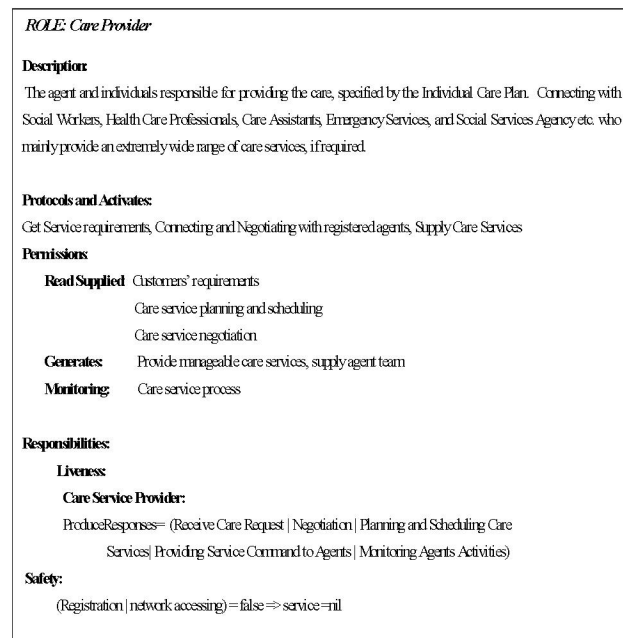 ROLE: Care Provider
Description:
The agent and individuals responsible for providing the care, specified by the Individual Care Plan. Connecting with
Social Workers, Health Care Professionals, Care Assistants, Emergency Services, and Social Services Agency etc. who
mainly provide an extremely wide range of care services, if required.
Protocols and Activates:
Get Service requirements, Connecting and Negotiating with registered agents, Supply Care Services
Permissions:
Read Supplied: Customers' requirements
Care service planning and scheduling
Care service negotiation
Generates: Provide manageable care services, supply agent team
Monitoring: Care service process
Responsibilities:
Liveness:
Care Service Provider:
ProduceResponses= (Receive Care Request | Negotiation | Planning and Scheduling Care
Services| Providing Service Command to Agents | Monitoring Agents Activities)
Safety:
(Registration | network accessing) = false => service =nil